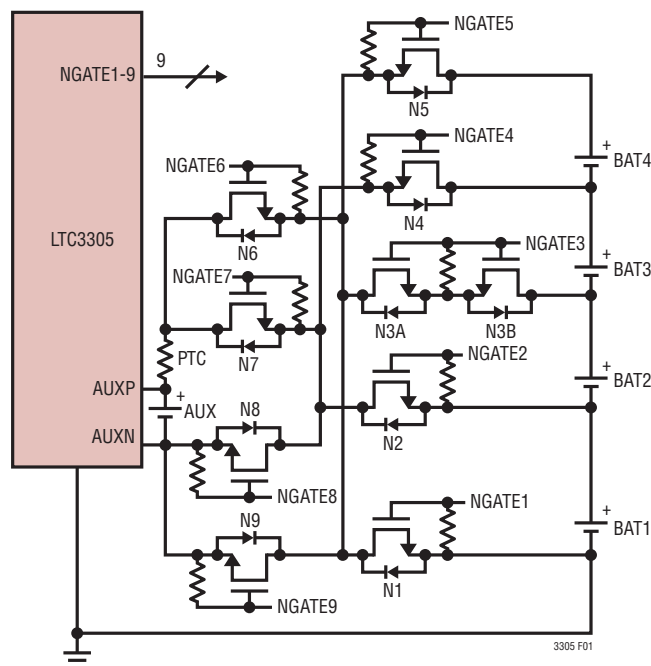 NGATE5
9
NGATE1-9
N5
NGATE4
+
BAT4
NGATE6
N4
LTC3305
N6
NGATE3
+
BAT3
NGATE7
N3A
N3B
PTC
N7
NGATE2
AUXP
+
AUX
N8
+
BAT2
AUXN
N2
NGATE8
NGATE1
N9
+
BAT1
N1
NGATE9
3305 F01